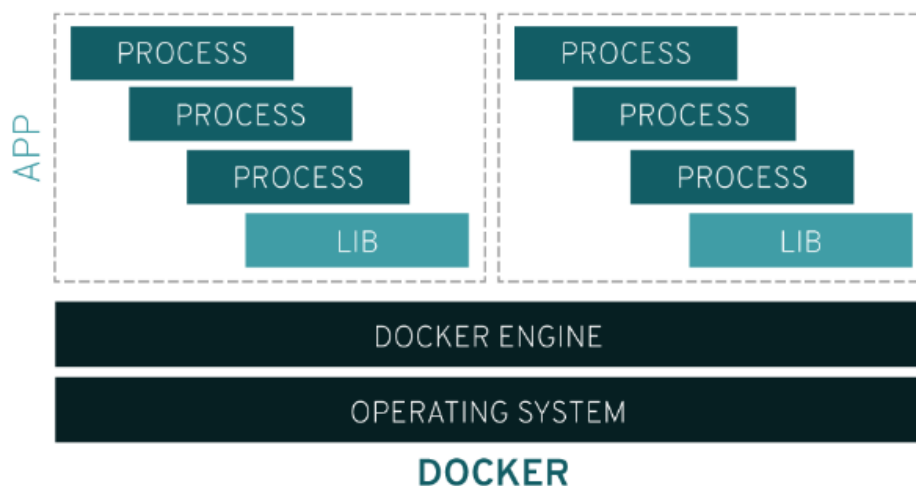 APP
PROCESS
PROCESS
PROCESS
LIB
PROCESS
PROCESS
PROCESS
LIB
DOCKER ENGINE
OPERATING SYSTEM
DOCKER